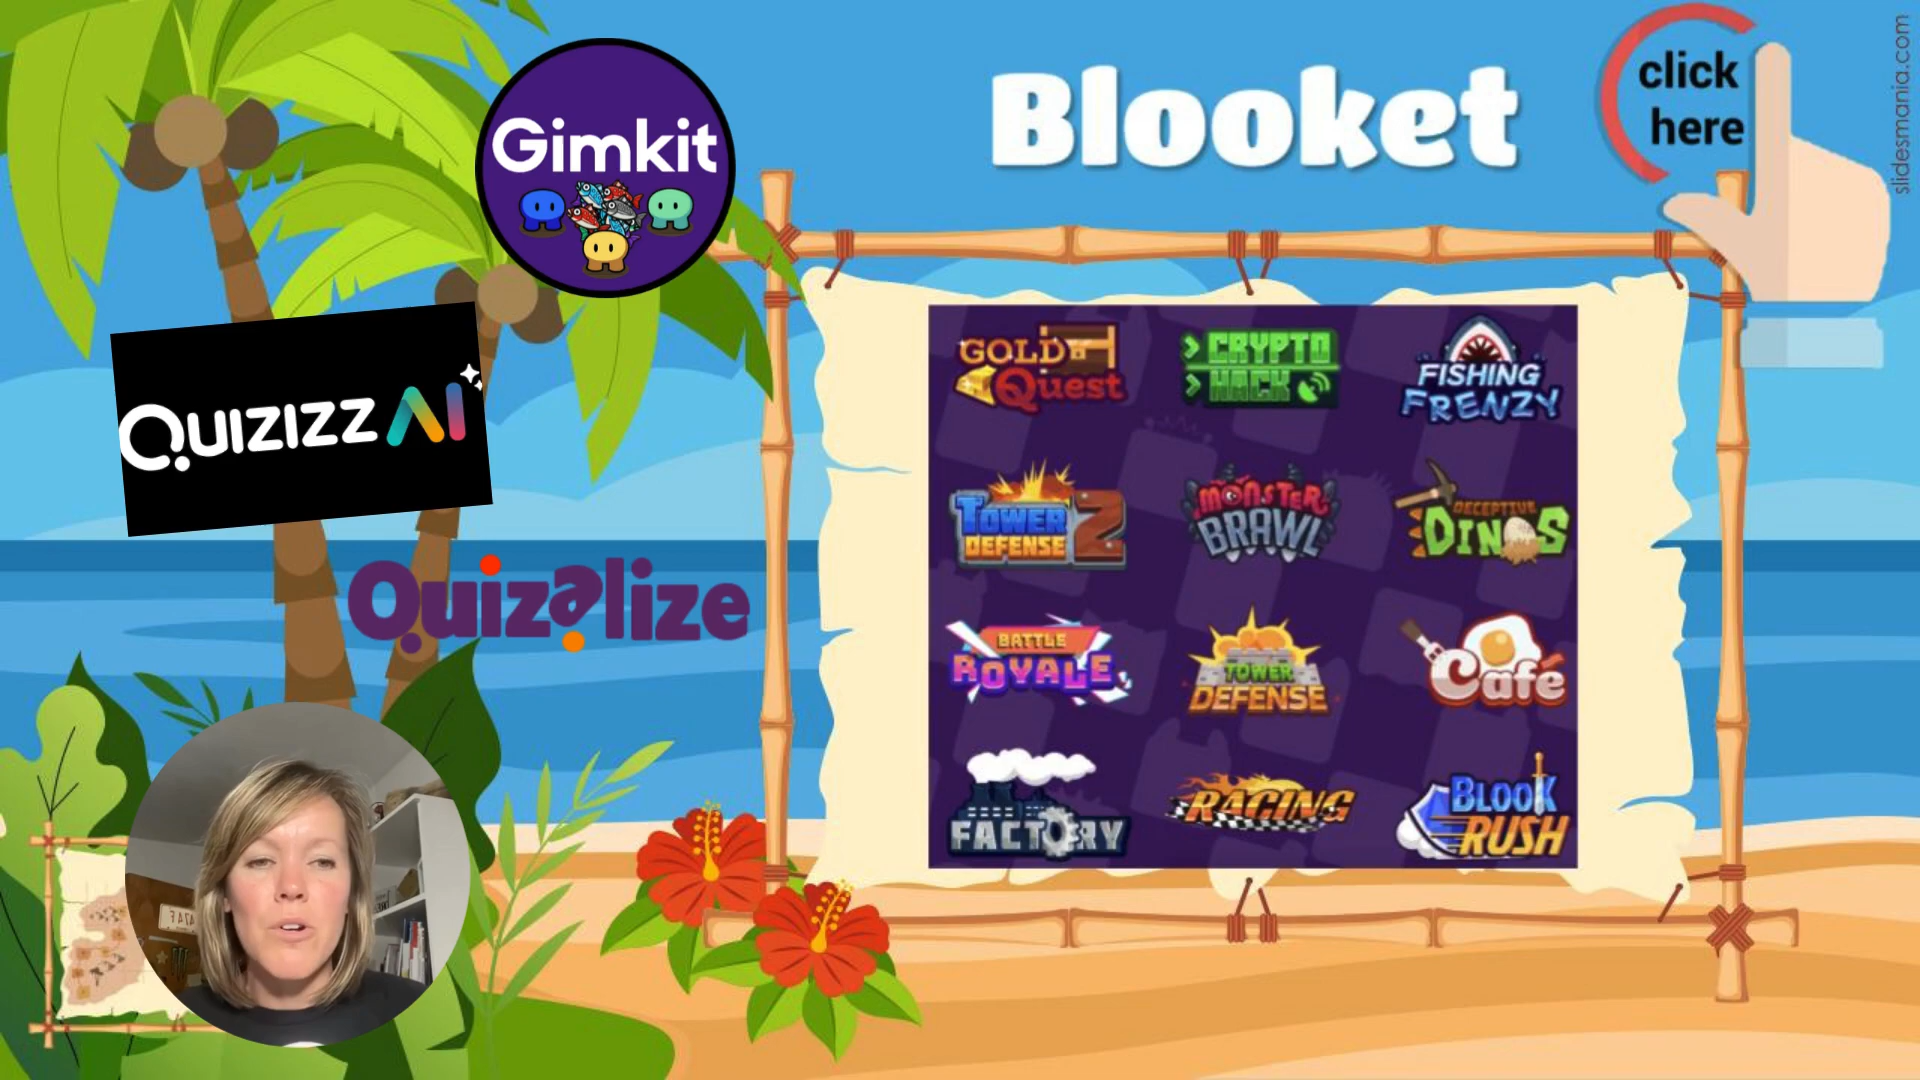 Gimkit
QUIZIZZ AI
Quizalize
Blooket
click
here
slidesmania.com
GOLD
Quest
> CRYPTO
> HACK
FISHING
FRENZY
TOWER
DEFENSE 2
MONSTER
BRAWL
DECEPTIVE
DINOS
BATTLE
ROYALE
TOWER
DEFENSE
Café
FACTORY
RACING
BLOOK
RUSH